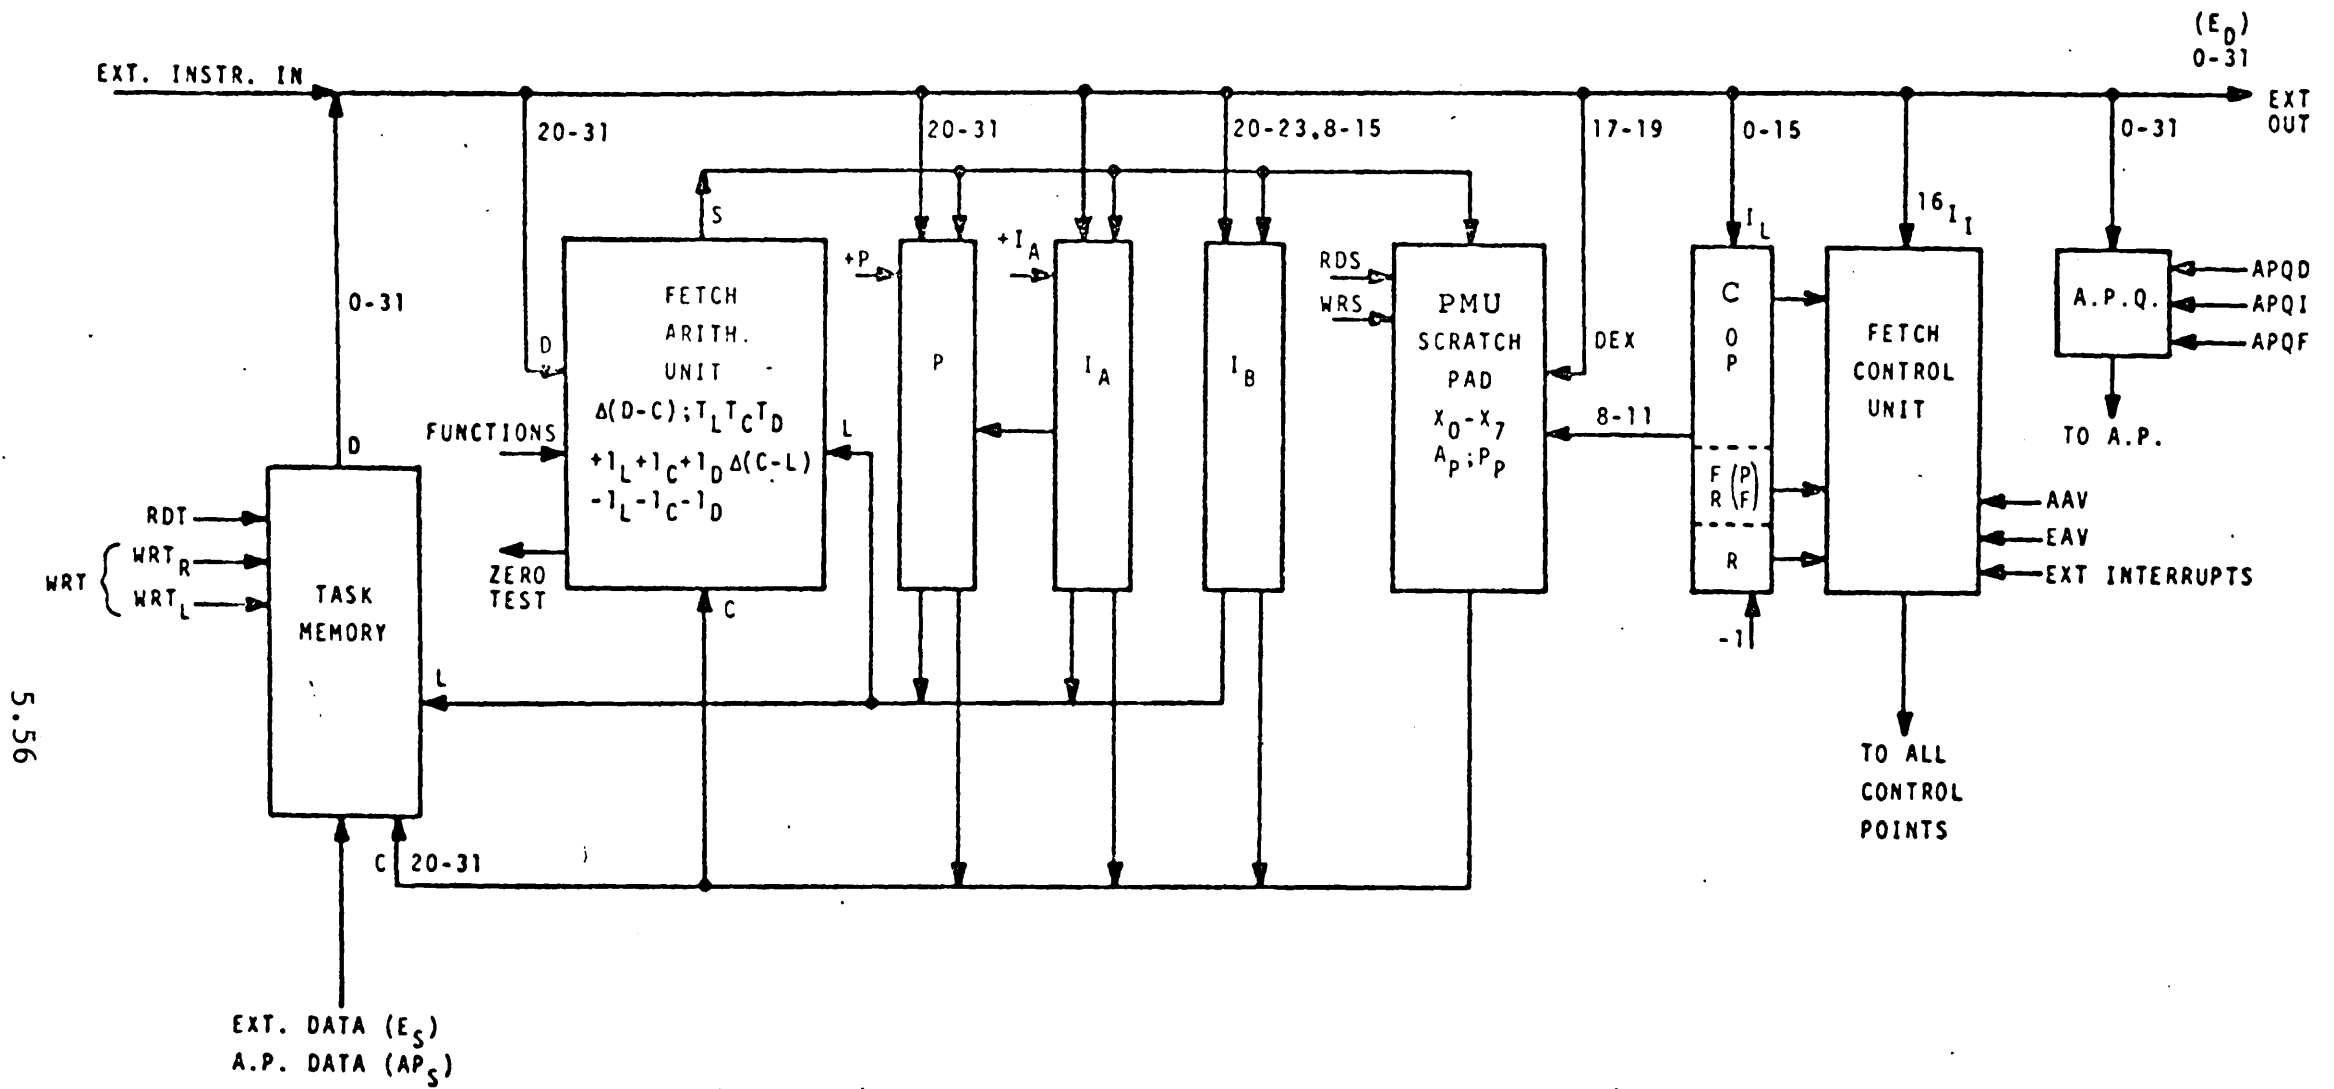 (E_D)
0-31
EXT. INSTR. IN
EXT
OUT
20-31
20-31
20-23,8-15
17-19
0-15
0-31
S
+P
+I_A
RDS
WRS
I_L
16 I_I
0-31
D
FETCH
ARITH.
UNIT
Δ(D-C);T_L T_C T_D
+1_L+1_C+1_D Δ(C-L)
-1_L-1_C-1_D
FUNCTIONS
L
ZERO
TEST
C
P
I_A
I_B
PMU
SCRATCH
PAD
X_0-X_7
A_P;P_P
DEX
8-11
C
O
P
F (P)
R (F)
R
-1
FETCH
CONTROL
UNIT
A.P.Q.
APQD
APQI
APQF
TO A.P.
AAV
EAV
EXT INTERRUPTS
TO ALL
CONTROL
POINTS
D
RDT
WRT
WRT_R
WRT_L
TASK
MEMORY
L
C
20-31
EXT. DATA (E_S)
A.P. DATA (AP_S)
5.56